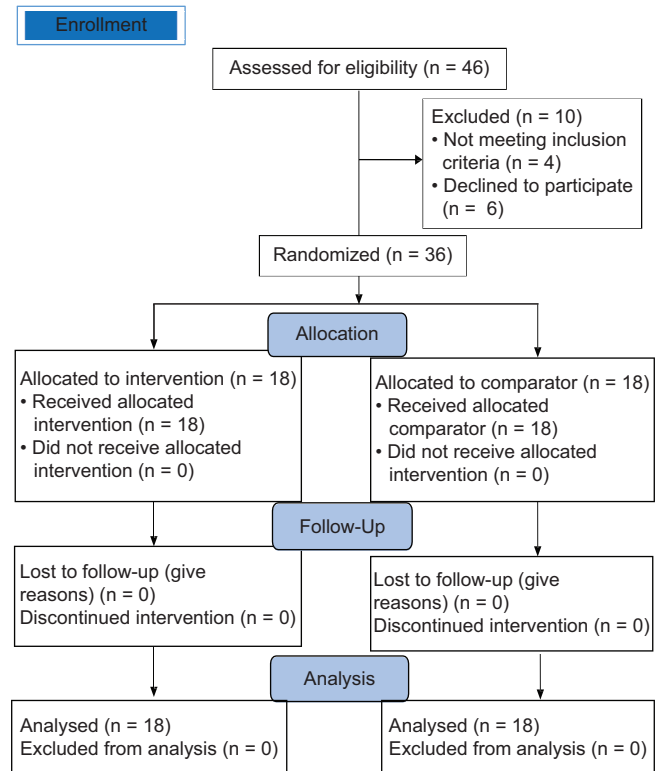 Enrollment
Assessed for eligibility (n = 46)
Excluded (n = 10)
• Not meeting inclusion
criteria (n = 4)
• Declined to participate
(n = 6)
Randomized (n = 36)
Allocation
Allocated to intervention (n = 18)
• Received allocated
intervention (n = 18)
• Did not receive allocated
intervention (n = 0)
Allocated to comparator (n = 18)
• Received allocated
comparator (n = 18)
• Did not receive allocated
intervention (n = 0)
Follow-Up
Lost to follow-up (give
reasons) (n = 0)
Discontinued intervention (n = 0)
Lost to follow-up (give
reasons) (n = 0)
Discontinued intervention (n = 0)
Analysis
Analysed (n = 18)
Excluded from analysis (n = 0)
Analysed (n = 18)
Excluded from analysis (n = 0)